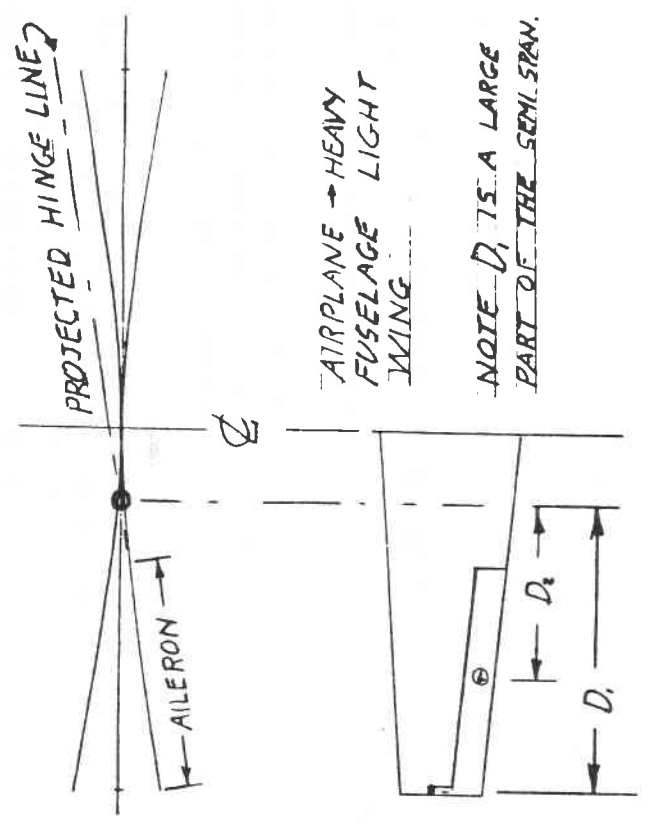 PROJECTED HINGE LINE
AILERON
℄
AIRPLANE → HEAVY
FUSELAGE LIGHT
WING
NOTE D₁ IS A LARGE
PART OF THE SEMI SPAN.
D₂
D₁